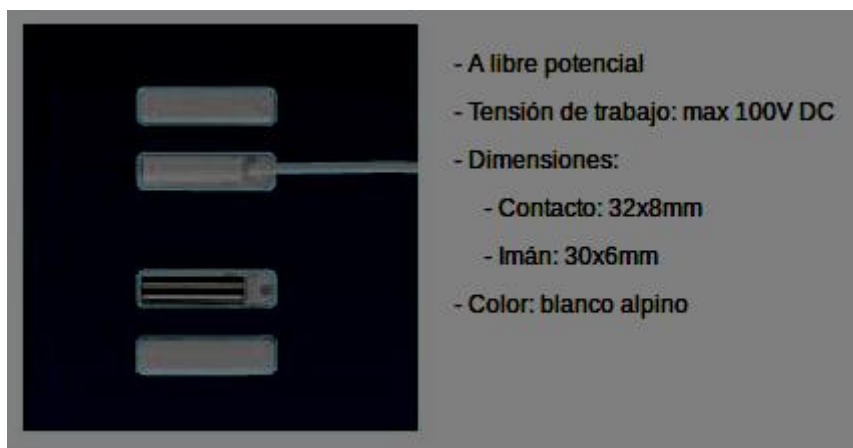 - A libre potencial
- Tensión de trabajo: max 100V DC
- Dimensiones:
- Contacto: 32x8mm
- Imán: 30x6mm
- Color: blanco alpino